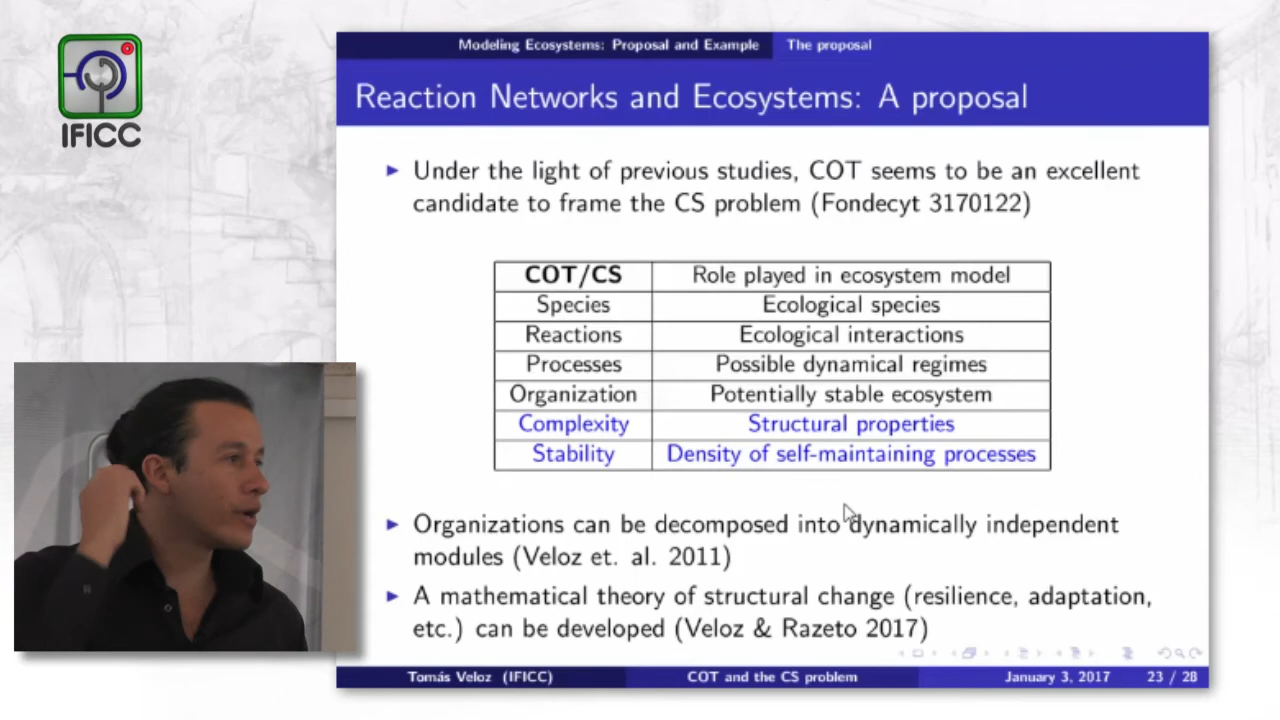 IFICC
Modeling Ecosystems: Proposal and Example The proposal
Reaction Networks and Ecosystems: A proposal
▶ Under the light of previous studies, COT seems to be an excellent
candidate to frame the CS problem (Fondecyt 3170122)
COT/CS Role played in ecosystem model
Species Ecological species
Reactions Ecological interactions
Processes Possible dynamical regimes
Organization Potentially stable ecosystem
Complexity Structural properties
Stability Density of self-maintaining processes
▶ Organizations can be decomposed into dynamically independent
modules (Veloz et. al. 2011)
▶ A mathematical theory of structural change (resilience, adaptation,
etc.) can be developed (Veloz & Razeto 2017)
Tomás Veloz (IFICC) COT and the CS problem January 3, 2017 23 / 28